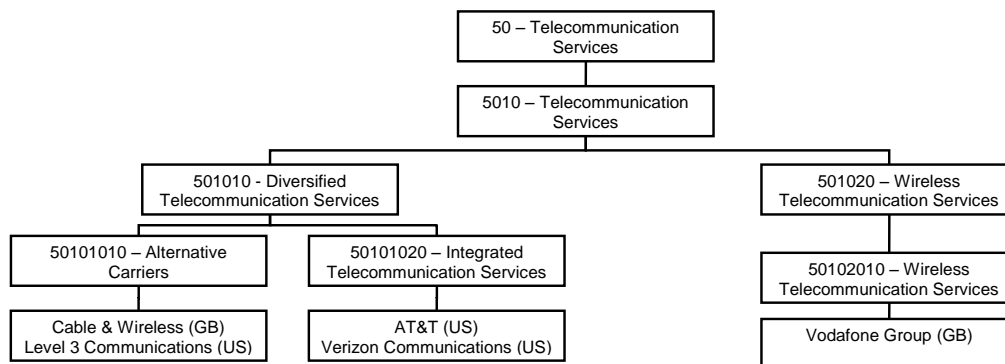 50 – Telecommunication
Services
5010 – Telecommunication
Services
501010 - Diversified
Telecommunication Services
501020 – Wireless
Telecommunication Services
50101010 – Alternative
Carriers
50101020 – Integrated
Telecommunication Services
50102010 – Wireless
Telecommunication Services
Cable & Wireless (GB)
Level 3 Communications (US)
AT&T (US)
Verizon Communications (US)
Vodafone Group (GB)